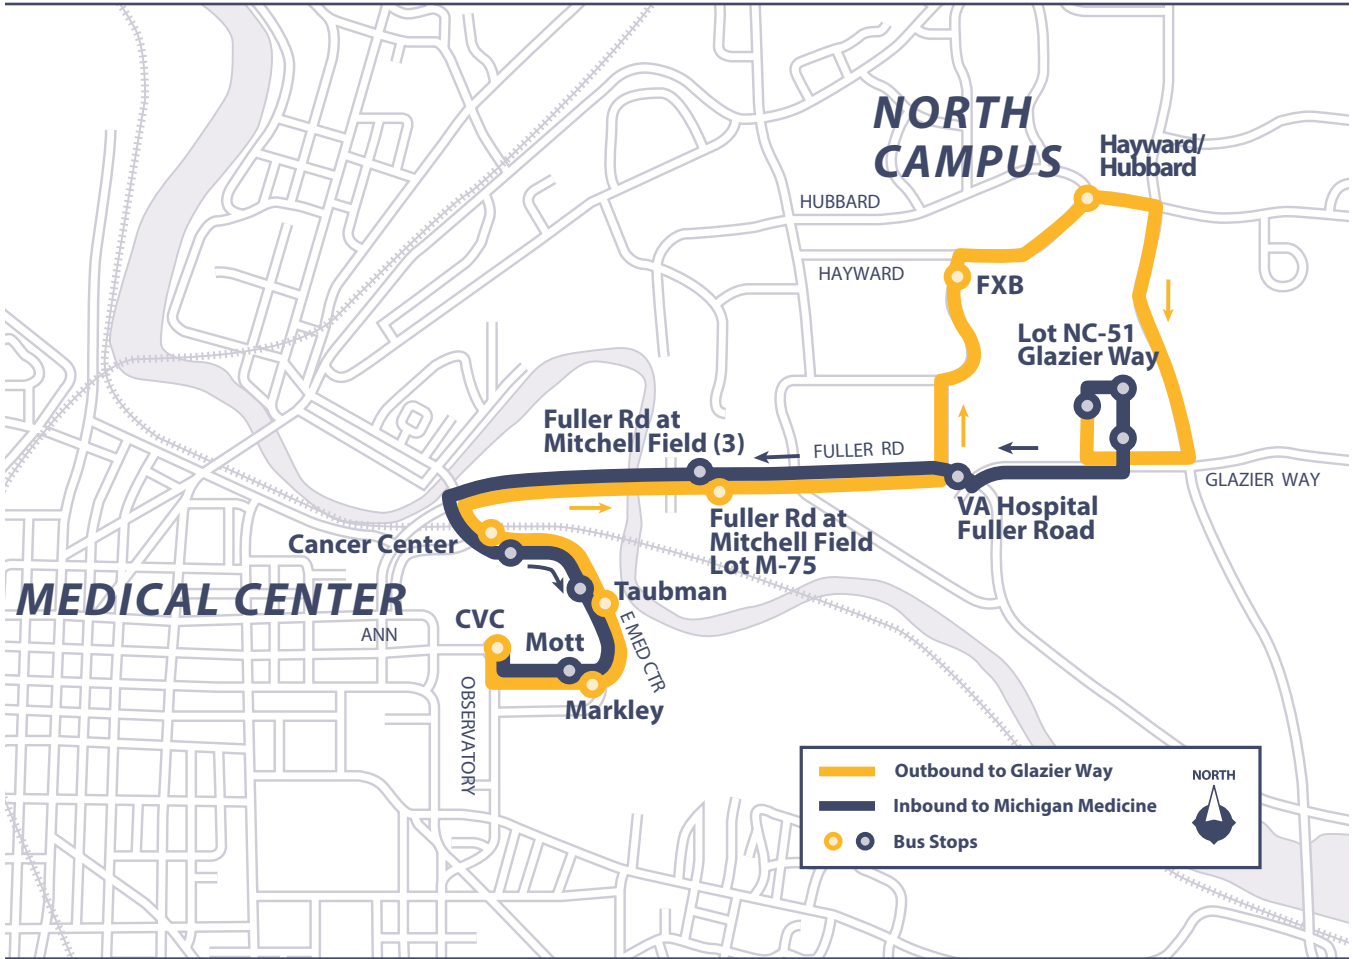 NORTH
CAMPUS
Hayward/
Hubbard
HUBBARD
HAYWARD
FXB
Lot NC-51
Glazier Way
Fuller Rd at
Mitchell Field (3)
FULLER RD
GLAZIER WAY
VA Hospital
Fuller Road
Fuller Rd at
Mitchell Field
Lot M-75
Cancer Center
MEDICAL CENTER
Taubman
CVC
ANN
Mott
E MED CTR
OBSERVATORY
Markley
Outbound to Glazier Way
Inbound to Michigan Medicine
Bus Stops
NORTH